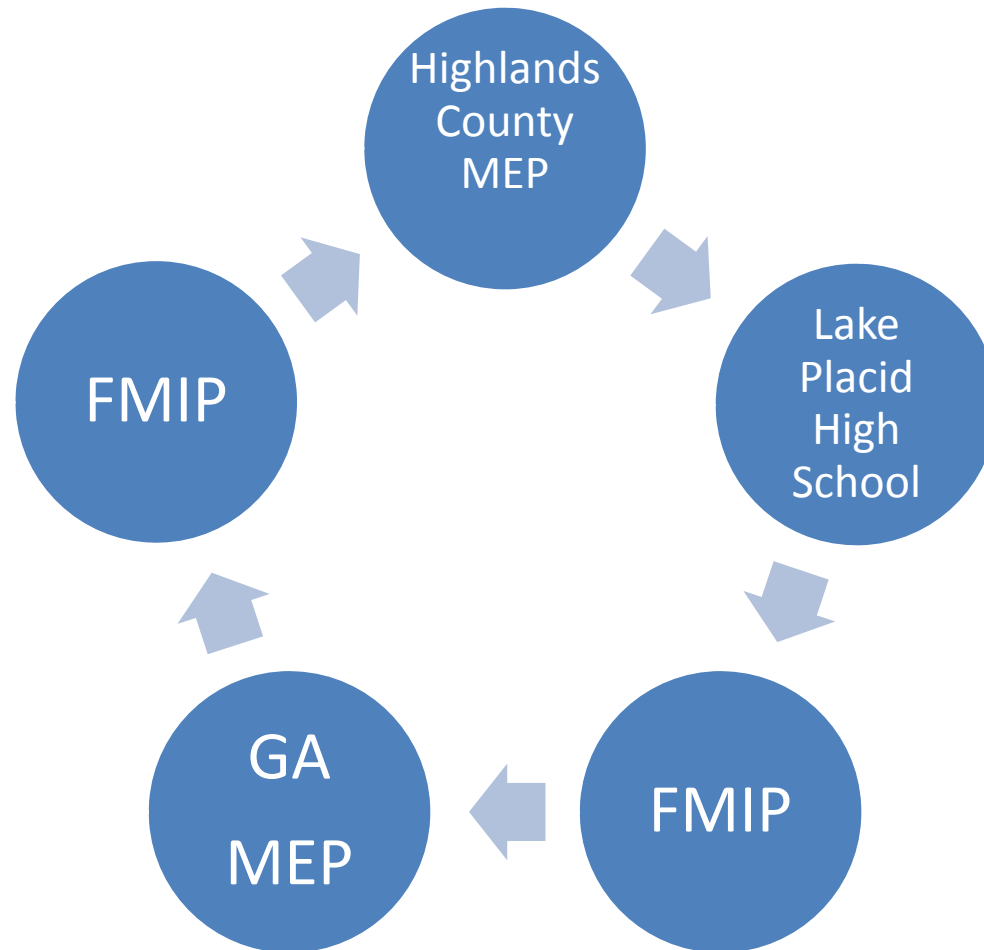 Highlands
County
MEP
Lake
Placid
High
School
FMIP
GA
MEP
FMIP